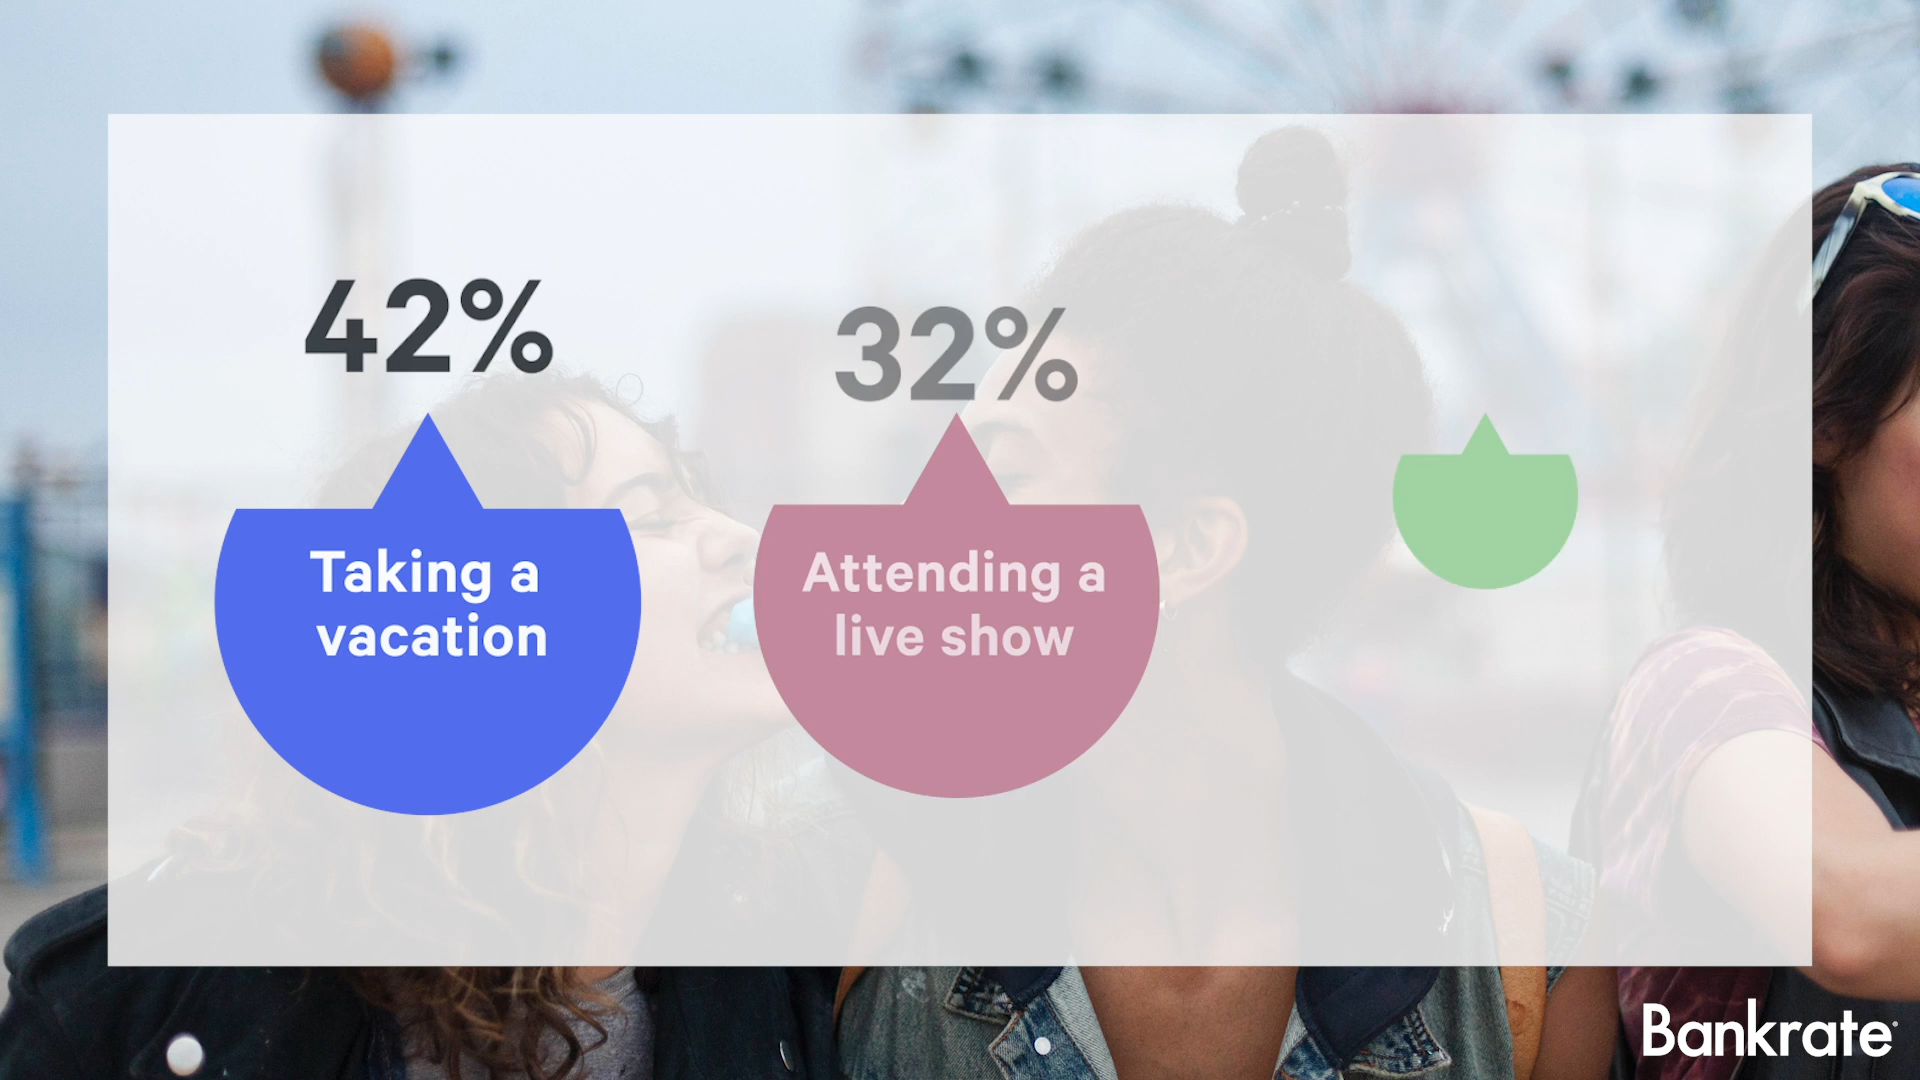 42%
32%
Taking a
vacation
Attending a
live show
Bankrate